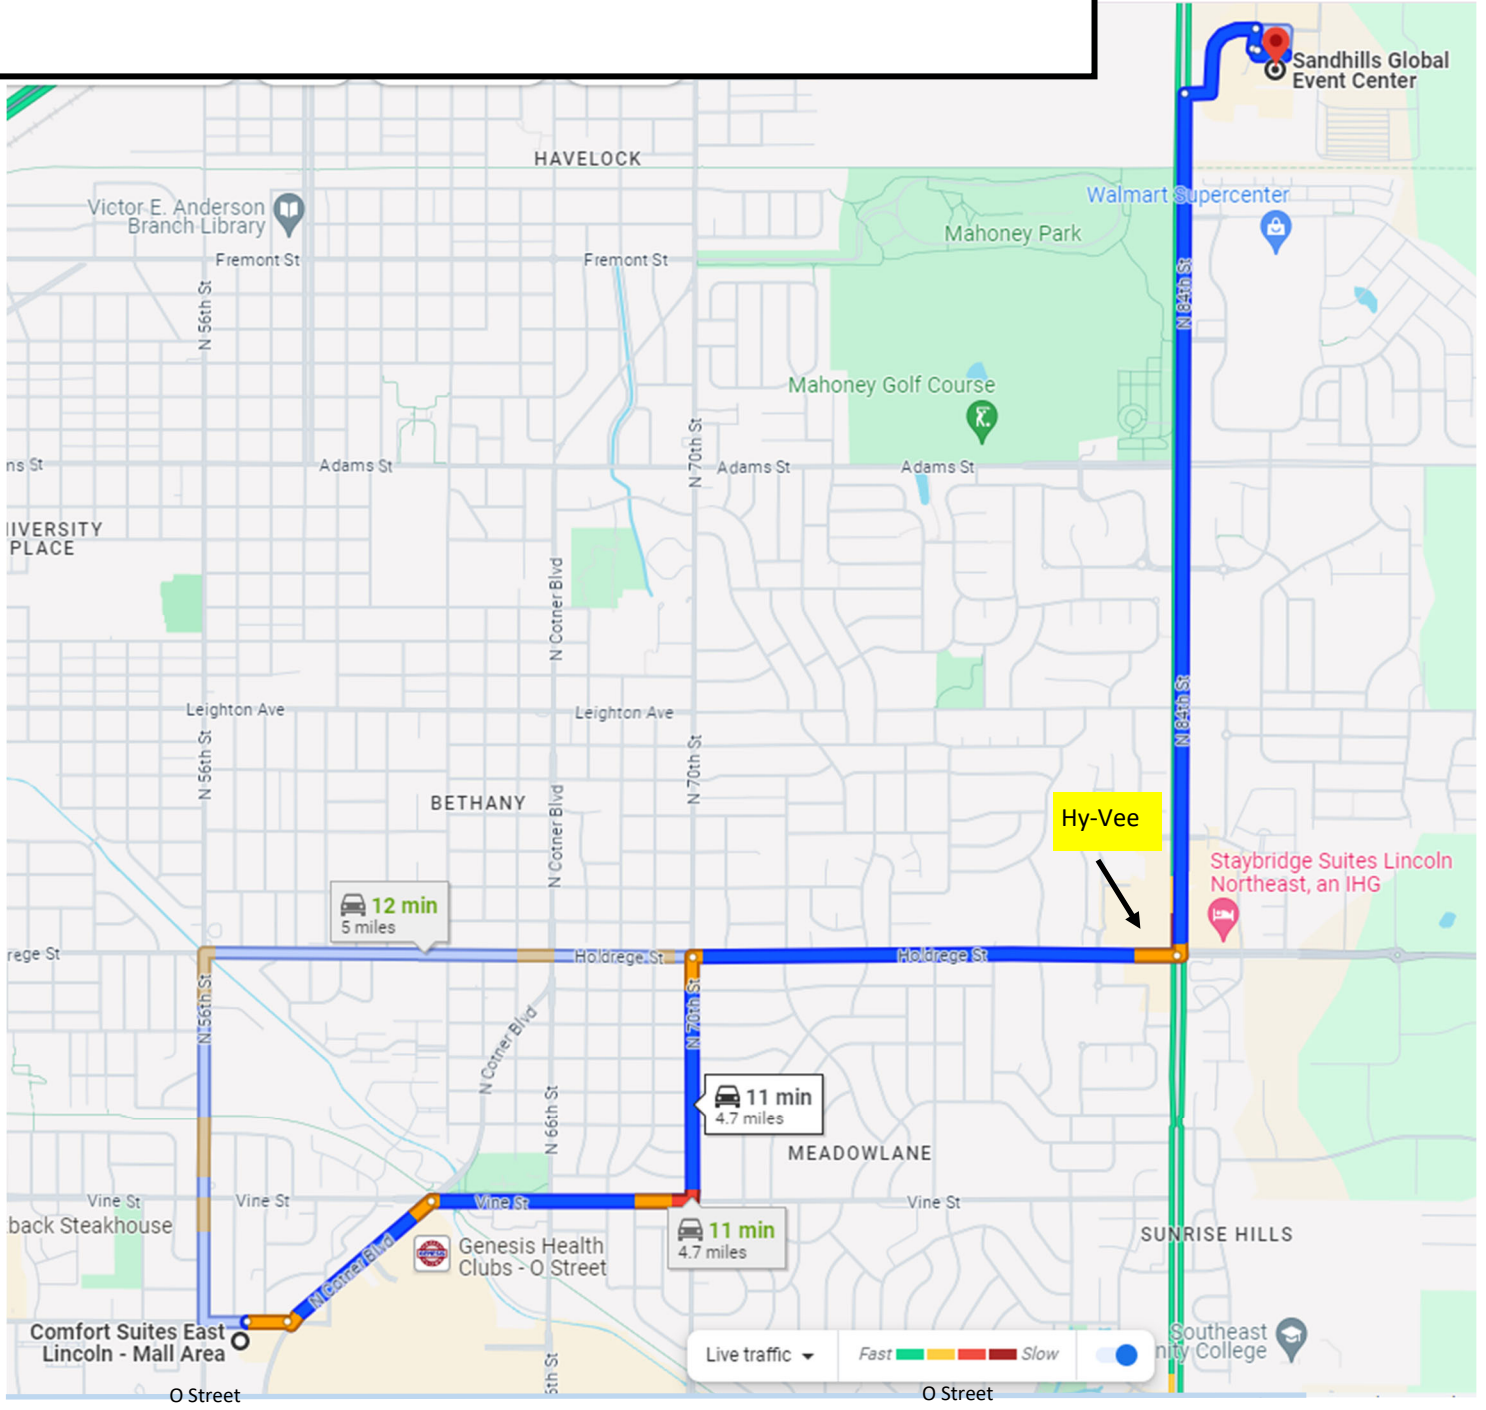 Sandhills Global
Event Center
HAVELOCK
Walmart Supercenter
Victor E. Anderson
Branch Library
Mahoney Park
Fremont St
Fremont St
N 56th St
N 84th St
Mahoney Golf Course
N 70th St
ns St
Adams St
Adams St
Adams St
IVERSITY
PLACE
N Cotner Blvd
Leighton Ave
Leighton Ave
N 84th St
N 56th St
N 70th St
BETHANY
N Cotner Blvd
Hy-Vee
Staybridge Suites Lincoln
Northeast, an IHG
12 min
5 miles
rege St
Holdrege St
Holdrege St
N 56th St
N 70th St
N Cotner Blvd
11 min
4.7 miles
N 66th St
MEADOWLANE
Vine St
Vine St
Vine St
Vine St
back Steakhouse
11 min
4.7 miles
SUNRISE HILLS
Genesis Health
Clubs - O Street
GENESIS
N Cotner Blvd
Comfort Suites East
Lincoln - Mall Area
Southeast
nity College
Live traffic
Fast
Slow
5th St
O Street
O Street